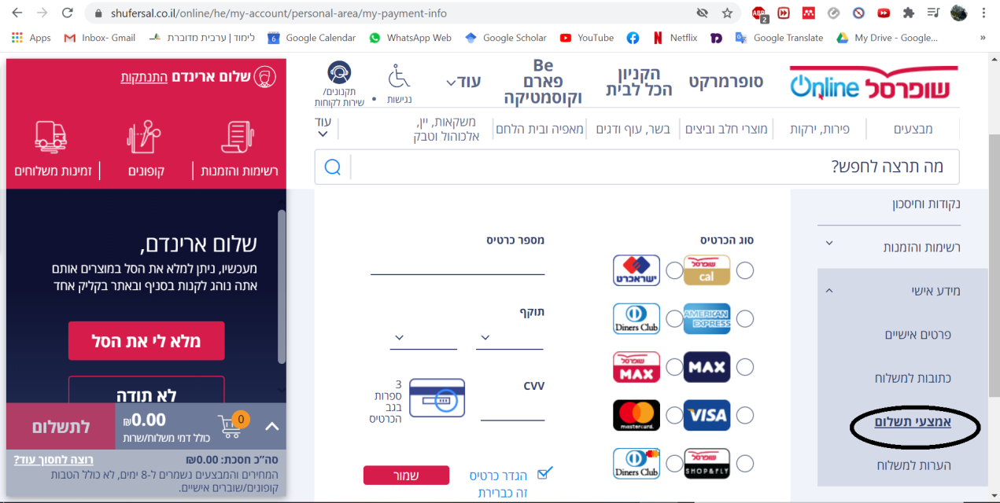 shufersal.co.il/online/he/my-account/personal-area/my-payment-info
ABP
2
Apps
Inbox- Gmail
לימוד | ערבית מדוברת
6
Google Calendar
WhatsApp Web
Google Scholar
YouTube
Netflix
Google Translate
My Drive - Google...
»
שופרסל Online
סופרמרקט
הקניון
הכל לבית
Be
פארם
וקוסמטיקה
עוד
נגישות
תקנונים/
שירות לקוחות
שלום ארינדם התנתקות
רשימות והזמנות
קופונים
זמינות משלוחים
מבצעים
פירות, ירקות
מוצרי חלב וביצים
בשר, עוף ודגים
מאפיה ובית הלחם
משקאות, יין,
אלכוהול וטבק
עוד
מה תרצה לחפש?
נקודות וחיסכון
רשימות והזמנות
מידע אישי
פרטים אישיים
כתובות למשלוח
אמצעי תשלום
הערות למשלוח
סוג הכרטיס
שופרסל
cal
ישראכרט
AMERICAN
EXPRESS
Diners Club
MAX
שופרסל
MAX
VISA
mastercard.
שופרסל
SHOP&FLY
Diners Club
מספר כרטיס
תוקף
CVV
3
ספרות
בגב
הכרטיס
הגדר כרטיס
זה כברירת
שמור
שלום ארינדם,
מעכשיו, ניתן למלא את הסל במוצרים אותם
אתה נוהג לקנות בסניף ובאתר בקליק אחד
מלא לי את הסל
לא תודה
0
₪0.00
כולל דמי משלוח/שרות
לתשלום
סה"כ חסכת: ₪0.00
רוצה לחסוך עוד?
המחירים והמבצעים נשמרים ל-8 ימים, לא כולל הטבות
קופונים/שוברים אישיים.